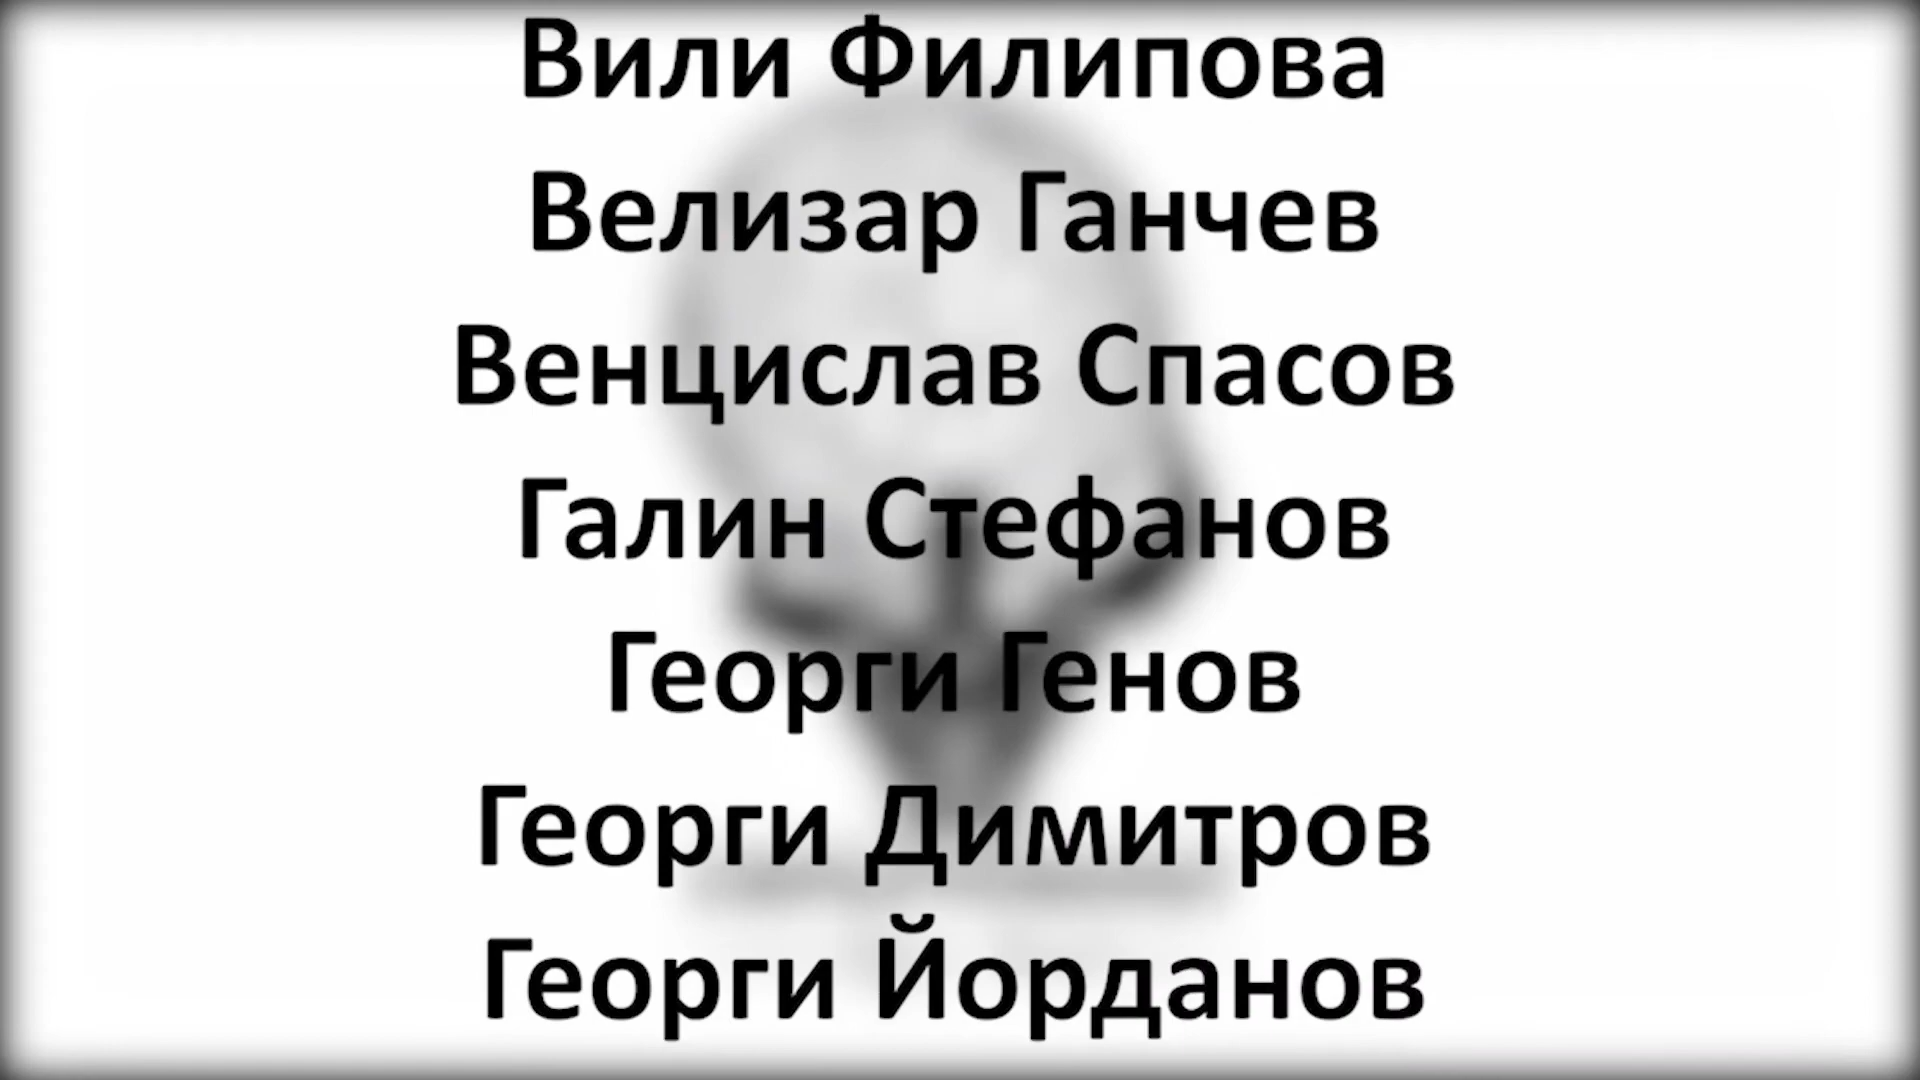 Вили Филипова
Велизар Ганчев
Венцислав Спасов
Галин Стефанов
Георги Генов
Георги Димитров
Георги Йорданов